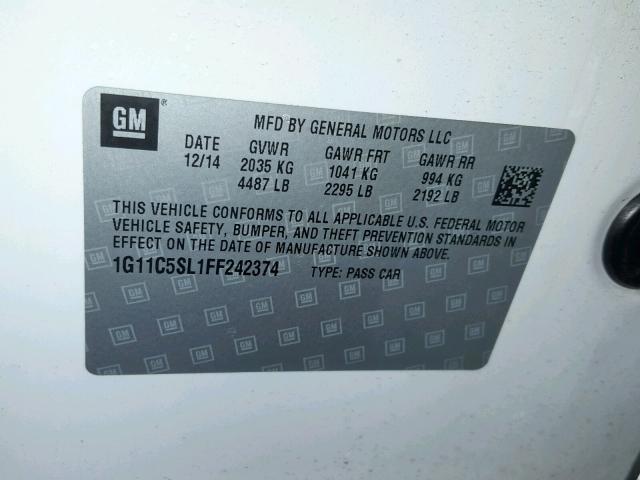 GM ®
MFD BY GENERAL MOTORS LLC
DATE GVWR GAWR FRT GAWR RR
12/14 2035 KG 1041 KG 994 KG
4487 LB 2295 LB 2192 LB
THIS VEHICLE CONFORMS TO ALL APPLICABLE U.S. FEDERAL MOTOR
VEHICLE SAFETY, BUMPER, AND THEFT PREVENTION STANDARDS IN
EFFECT ON THE DATE OF MANUFACTURE SHOWN ABOVE.
1G11C5SL1FF242374 TYPE: PASS CAR